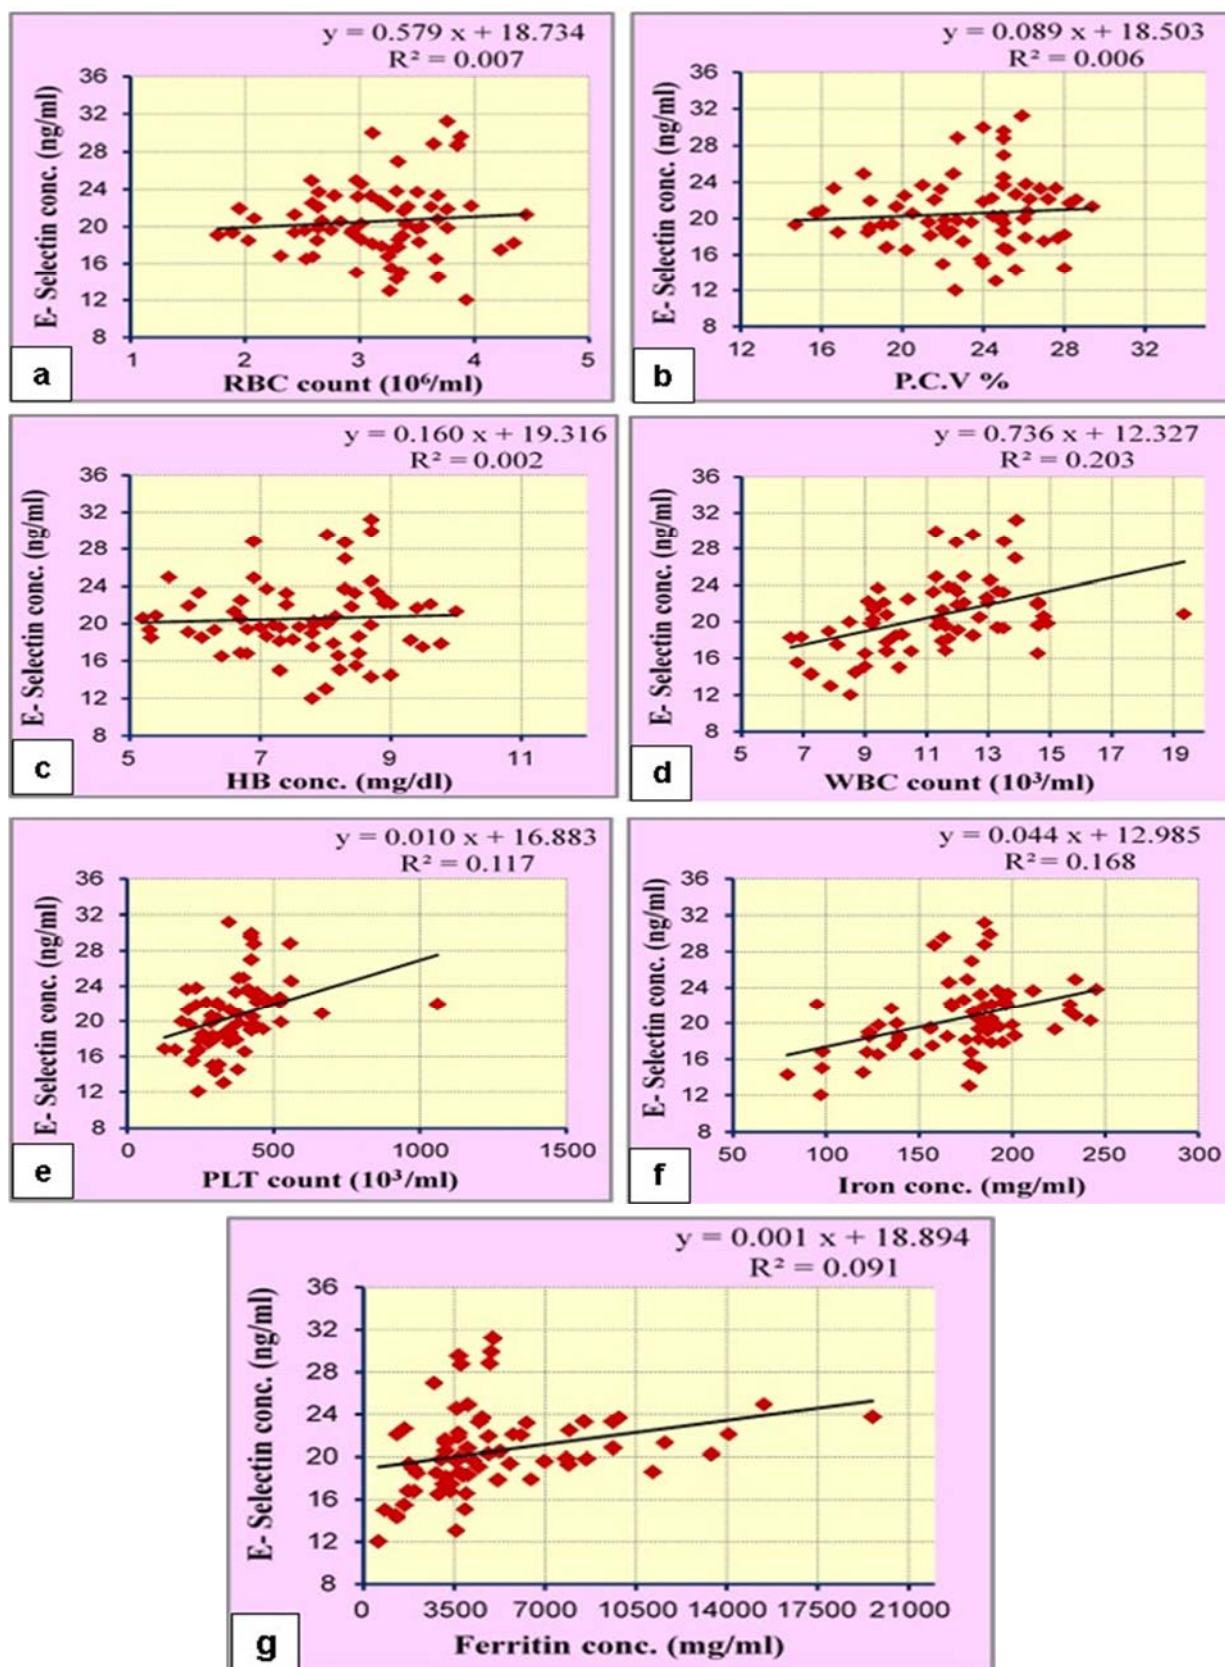 y = 0.579 x + 18.734
R² = 0.007
E- Selectin conc. (ng/ml)
36
32
28
24
20
16
12
8
1 2 3 4 5
RBC count (10⁶/ml)
a
y = 0.089 x + 18.503
R² = 0.006
E- Selectin conc. (ng/ml)
36
32
28
24
20
16
12
8
12 16 20 24 28 32
P.C.V %
b
y = 0.160 x + 19.316
R² = 0.002
E- Selectin conc. (ng/ml)
36
32
28
24
20
16
12
8
5 7 9 11
HB conc. (mg/dl)
c
y = 0.736 x + 12.327
R² = 0.203
E- Selectin conc. (ng/ml)
36
32
28
24
20
16
12
8
5 7 9 11 13 15 17 19
WBC count (10³/ml)
d
y = 0.010 x + 16.883
R² = 0.117
E- Selectin conc. (ng/ml)
36
32
28
24
20
16
12
8
0 500 1000 1500
PLT count (10³/ml)
e
y = 0.044 x + 12.985
R² = 0.168
E- Selectin conc. (ng/ml)
36
32
28
24
20
16
12
8
50 100 150 200 250 300
Iron conc. (mg/ml)
f
y = 0.001 x + 18.894
R² = 0.091
E- Selectin conc. (ng/ml)
36
32
28
24
20
16
12
8
0 3500 7000 10500 14000 17500 21000
Ferritin conc. (mg/ml)
g